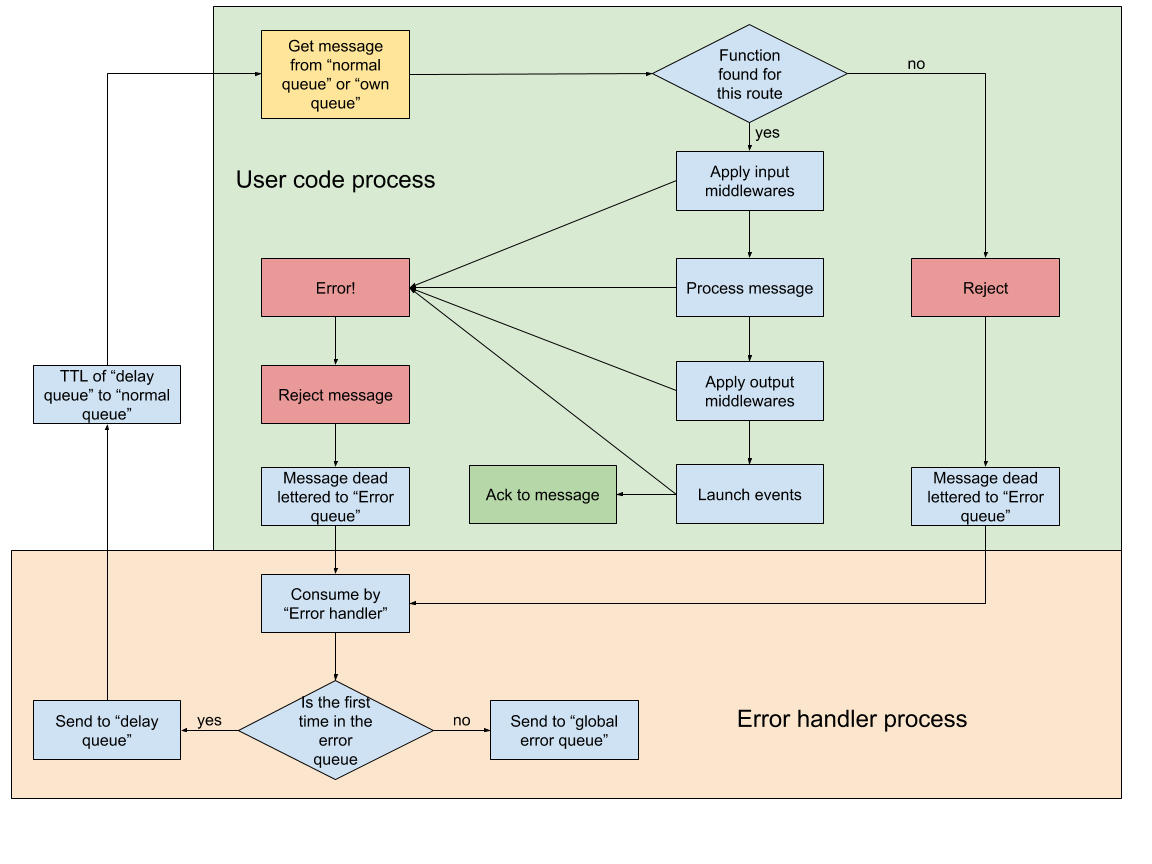 Get message
from “normal
queue” or “own
queue”
Function
found for
this route
no
yes
User code process
Apply input
middlewares
Error!
Process message
Reject
TTL of “delay
queue” to “normal
queue”
Reject message
Apply output
middlewares
Message dead
lettered to “Error
queue”
Ack to message
Launch events
Message dead
lettered to “Error
queue”
Consume by
“Error handler”
Send to “delay
queue”
yes
Is the first
time in the
error
queue
no
Send to “global
error queue”
Error handler process